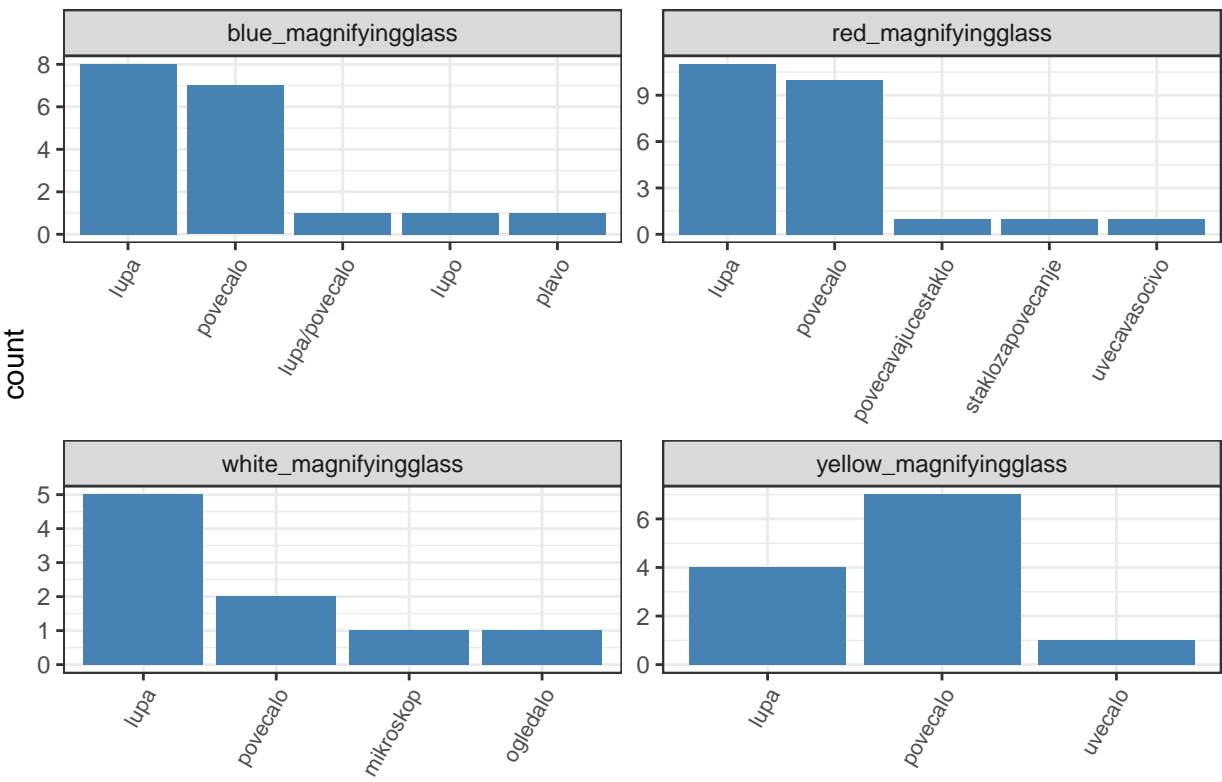 blue_magnifyingglass
8
6
4
2
0
lupa
povecalo
lupa/povecalo
lupo
plavo
red_magnifyingglass
9
6
3
0
lupa
povecalo
povecavajucestaklo
staklozapovecanje
uvecavasocivo
count
white_magnifyingglass
5
4
3
2
1
0
lupa
povecalo
mikroskop
ogledalo
yellow_magnifyingglass
6
4
2
0
lupa
povecalo
uvecalo